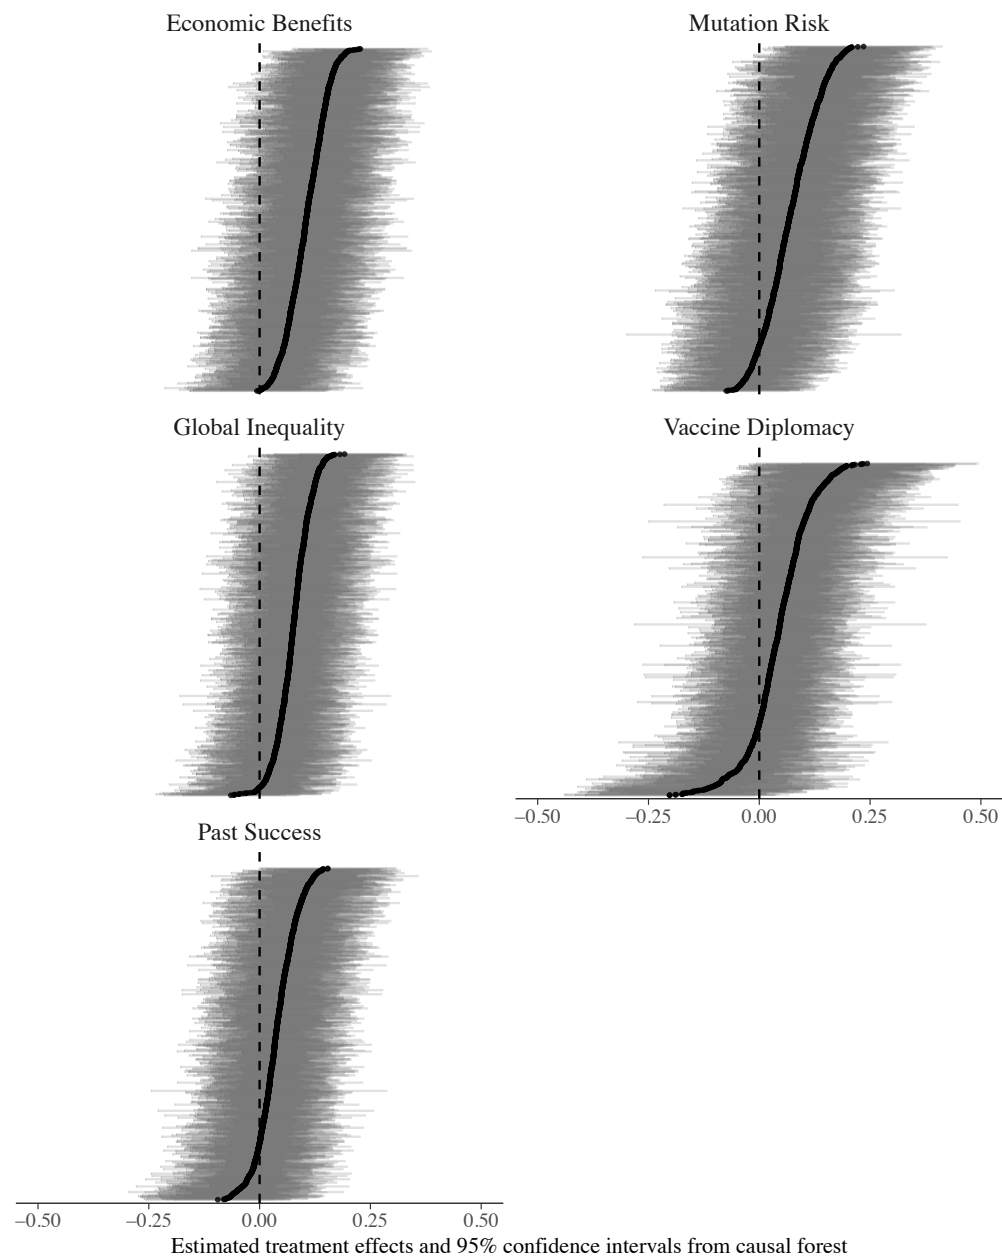 Economic Benefits
Mutation Risk
Global Inequality
Vaccine Diplomacy
−0.50 −0.25 0.00 0.25 0.50
Past Success
−0.50 −0.25 0.00 0.25 0.50
Estimated treatment effects and 95% confidence intervals from causal forest